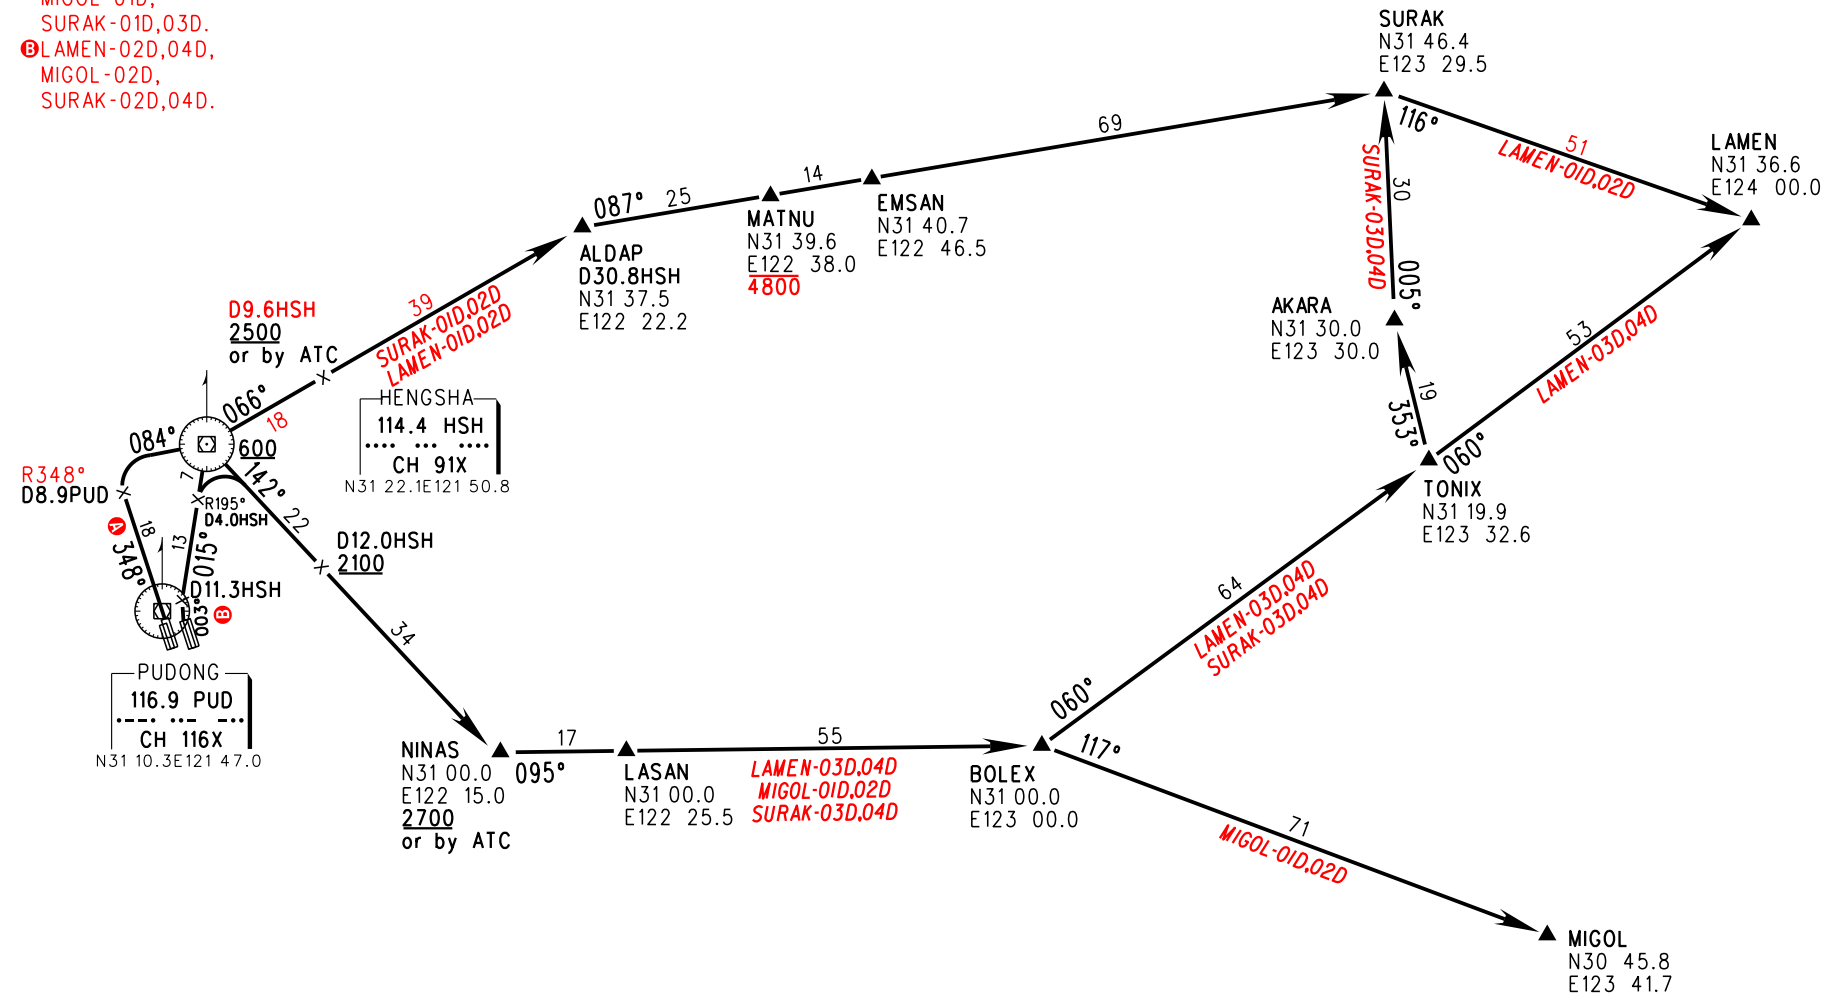 MIGOL-01D,
SURAK-01D,03D.
B LAMEN-02D,04D,
MIGOL-02D,
SURAK-02D,04D.
SURAK
N31 46.4
E123 29.5
116°
51
LAMEN-01D,02D
LAMEN
N31 36.6
E124 00.0
69
14
25
087°
EMSAN
N31 40.7
E122 46.5
MATNU
N31 39.6
E122 38.0
4800
ALDAP
D30.8HSH
N31 37.5
E122 22.2
SURAK-03D,04D
30
005°
AKARA
N31 30.0
E123 30.0
19
353°
53
LAMEN-03D,04D
060°
TONIX
N31 19.9
E123 32.6
D9.6HSH
2500
or by ATC
39
SURAK-01D,02D
LAMEN-01D,02D
066°
18
HENGSHA
114.4 HSH
CH 91X
N31 22.1E121 50.8
084°
600
R348°
D8.9PUD
7
142°
22
R195°
D4.0HSH
A
18
348°
13
015°
D11.3HSH
003°
B
D12.0HSH
2100
34
PUDONG
116.9 PUD
CH 116X
N31 10.3E121 47.0
64
LAMEN-03D,04D
SURAK-03D,04D
060°
NINAS
N31 00.0
E122 15.0
2700
or by ATC
17
095°
LASAN
N31 00.0
E122 25.5
55
LAMEN-03D,04D
MIGOL-01D,02D
SURAK-03D,04D
BOLEX
N31 00.0
E123 00.0
117°
71
MIGOL-01D,02D
MIGOL
N30 45.8
E123 41.7